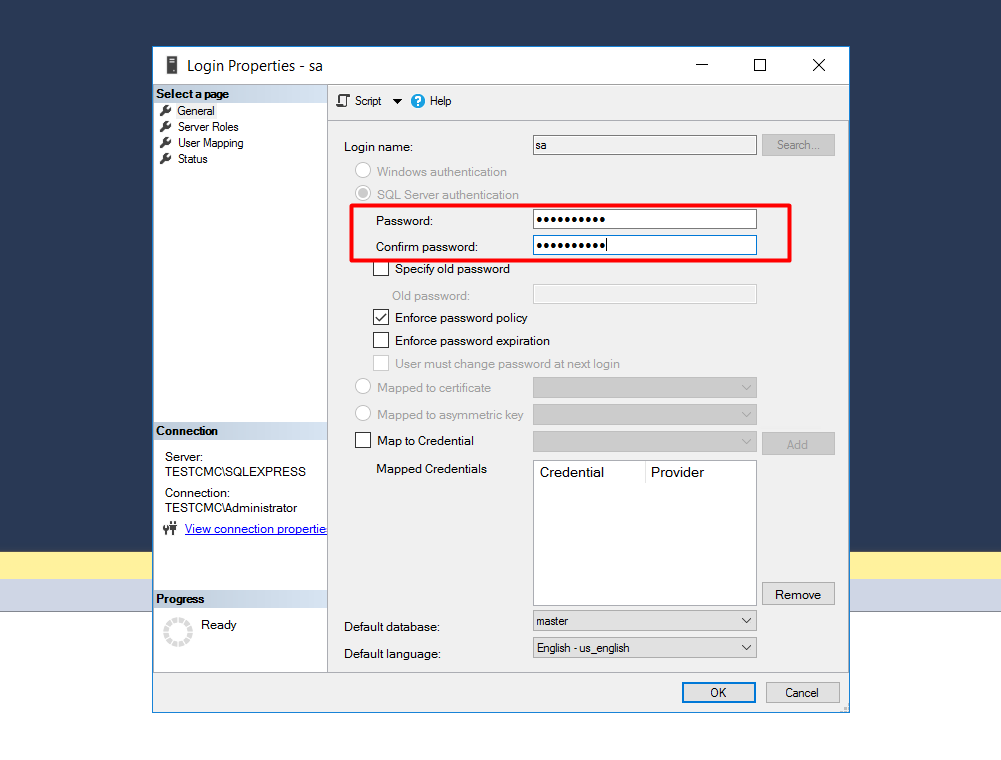 Login Properties - sa
Select a page
General
Server Roles
User Mapping
Status
Connection
Server:
TESTCMC\SQLEXPRESS
Connection:
TESTCMC\Administrator
View connection properties
Progress
Ready
Script
Help
Login name:
sa
Search...
Windows authentication
SQL Server authentication
Password:
●●●●●●●●●●
Confirm password:
●●●●●●●●●●
Specify old password
Old password:
Enforce password policy
Enforce password expiration
User must change password at next login
Mapped to certificate
Mapped to asymmetric key
Map to Credential
Add
Mapped Credentials
Credential Provider
Remove
Default database:
master
Default language:
English - us_english
OK
Cancel